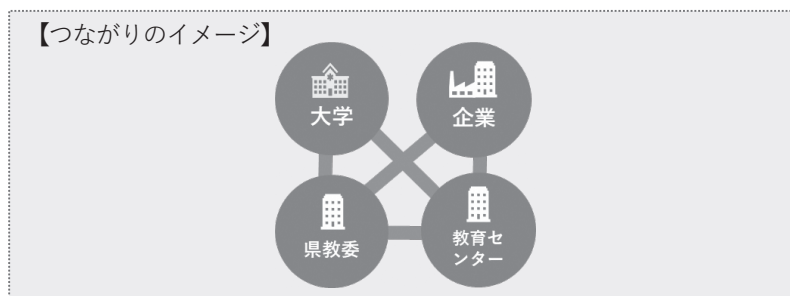 【つながりのイメージ】
大学
企業
県教委
教育セ
ンター